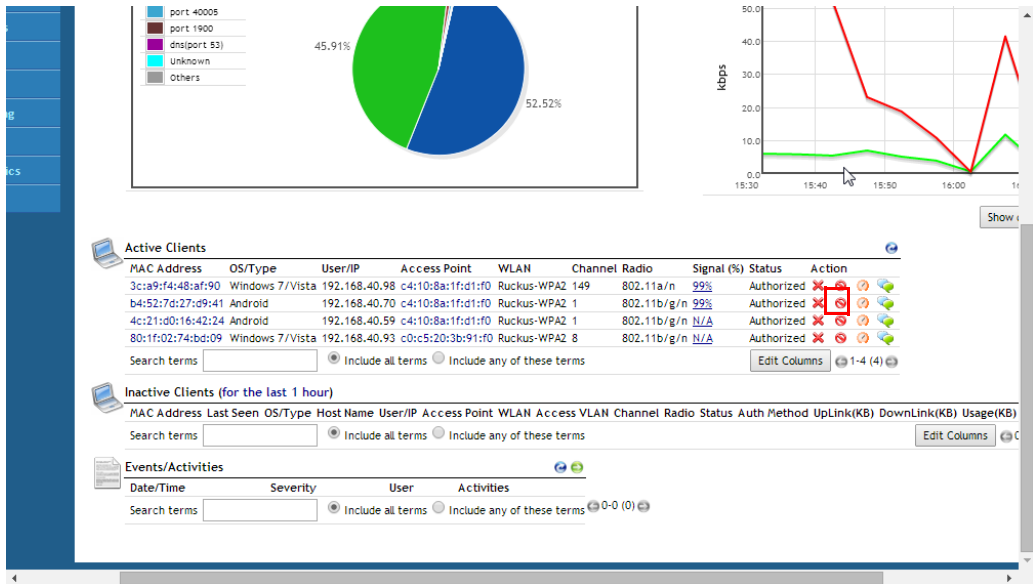 port 40005
port 1900
dns(port 53)
Unknown
Others
45.91%
52.52%
kbps
50.0
40.0
30.0
20.0
10.0
0.0
15:30 15:40 15:50 16:00
Show
Active Clients
MAC Address OS/Type User/IP Access Point WLAN Channel Radio Signal (%) Status Action
3c:a9:f4:48:af:90 Windows 7/Vista 192.168.40.98 c4:10:8a:1f:d1:f0 Ruckus-WPA2 149 802.11a/n 99% Authorized
b4:52:7d:27:d9:41 Android 192.168.40.70 c4:10:8a:1f:d1:f0 Ruckus-WPA2 1 802.11b/g/n 99% Authorized
4c:21:d0:16:42:24 Android 192.168.40.59 c4:10:8a:1f:d1:f0 Ruckus-WPA2 1 802.11b/g/n N/A Authorized
80:1f:02:74:bd:09 Windows 7/Vista 192.168.40.93 c0:c5:20:3b:91:f0 Ruckus-WPA2 8 802.11b/g/n N/A Authorized
Search terms Include all terms Include any of these terms Edit Columns 1-4 (4)
Inactive Clients (for the last 1 hour)
MAC Address Last Seen OS/Type Host Name User/IP Access Point WLAN Access VLAN Channel Radio Status Auth Method UpLink(KB) DownLink(KB) Usage(KB)
Search terms Include all terms Include any of these terms Edit Columns
Events/Activities
Date/Time Severity User Activities
Search terms Include all terms Include any of these terms 0-0 (0)